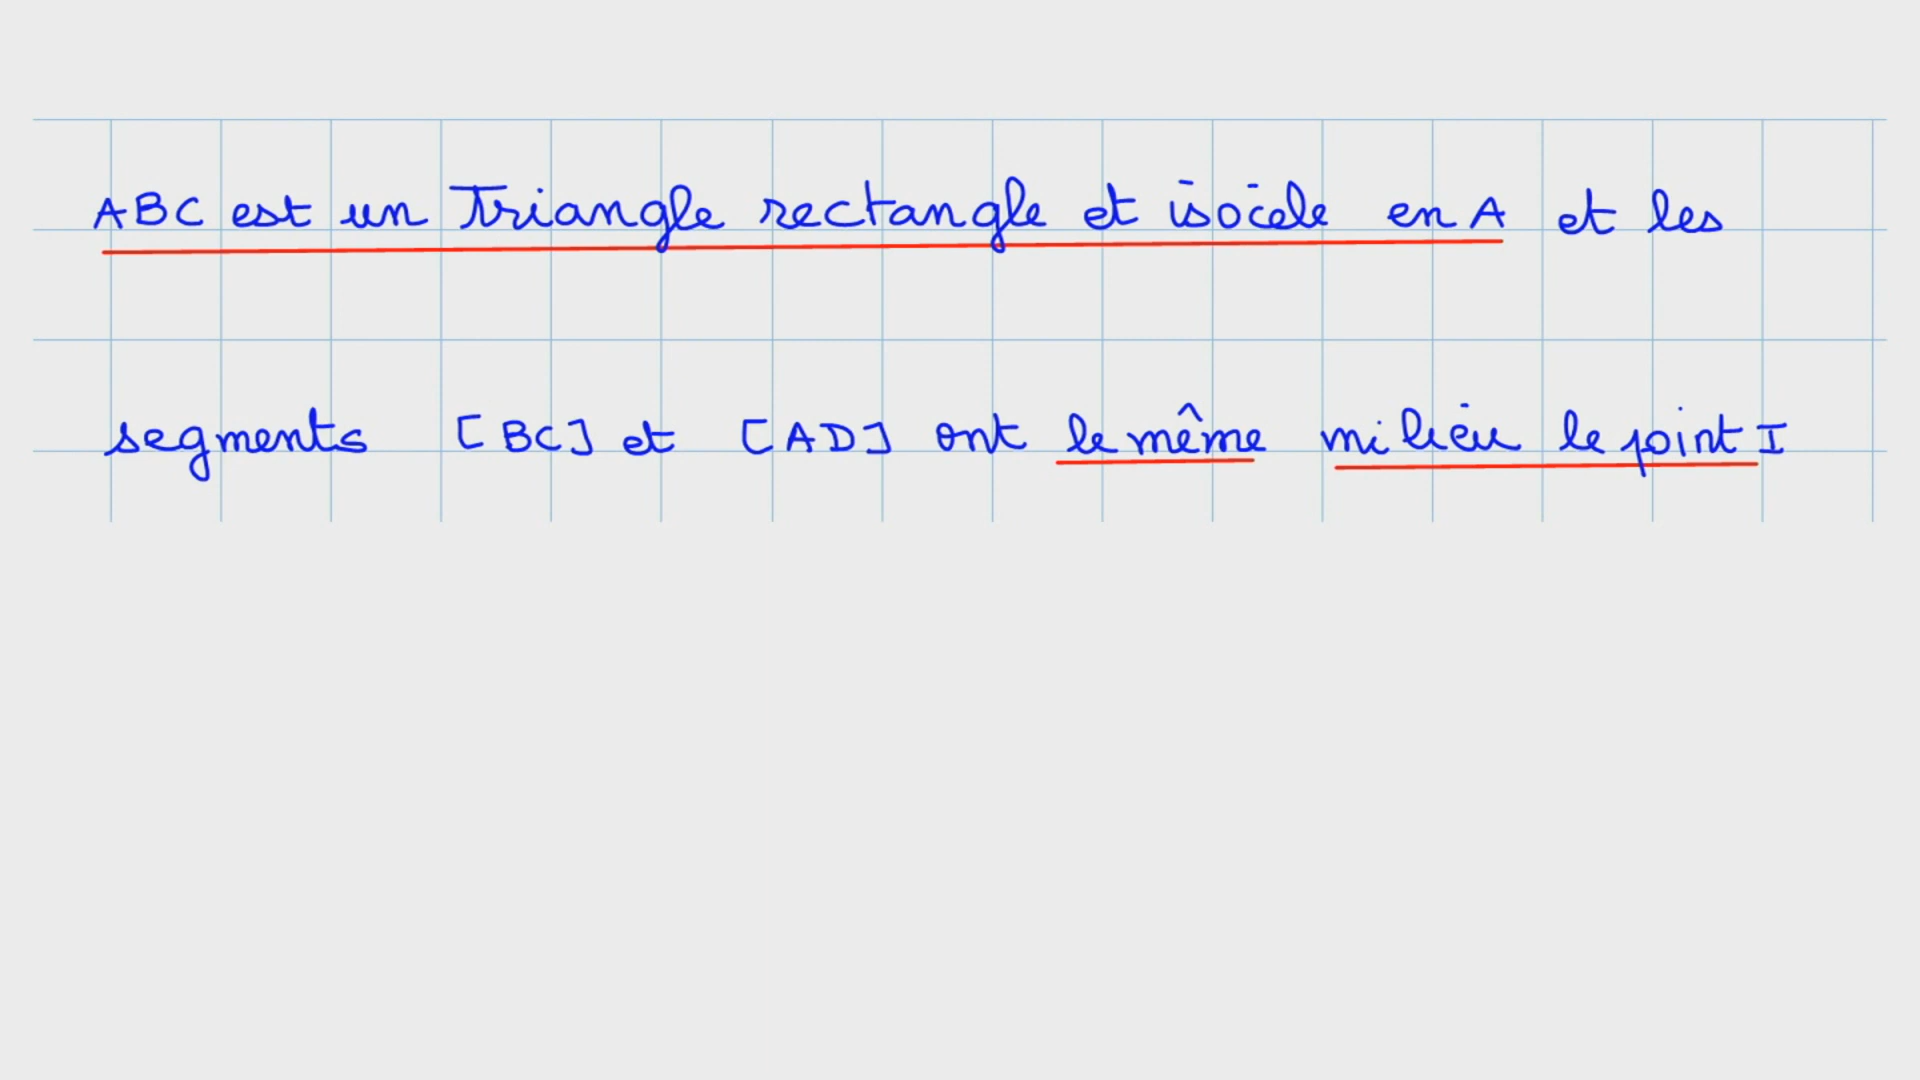 ABC est un Triangle rectangle et isocele en A et les
segments [BC] et [AD] ont le même milieu le point I